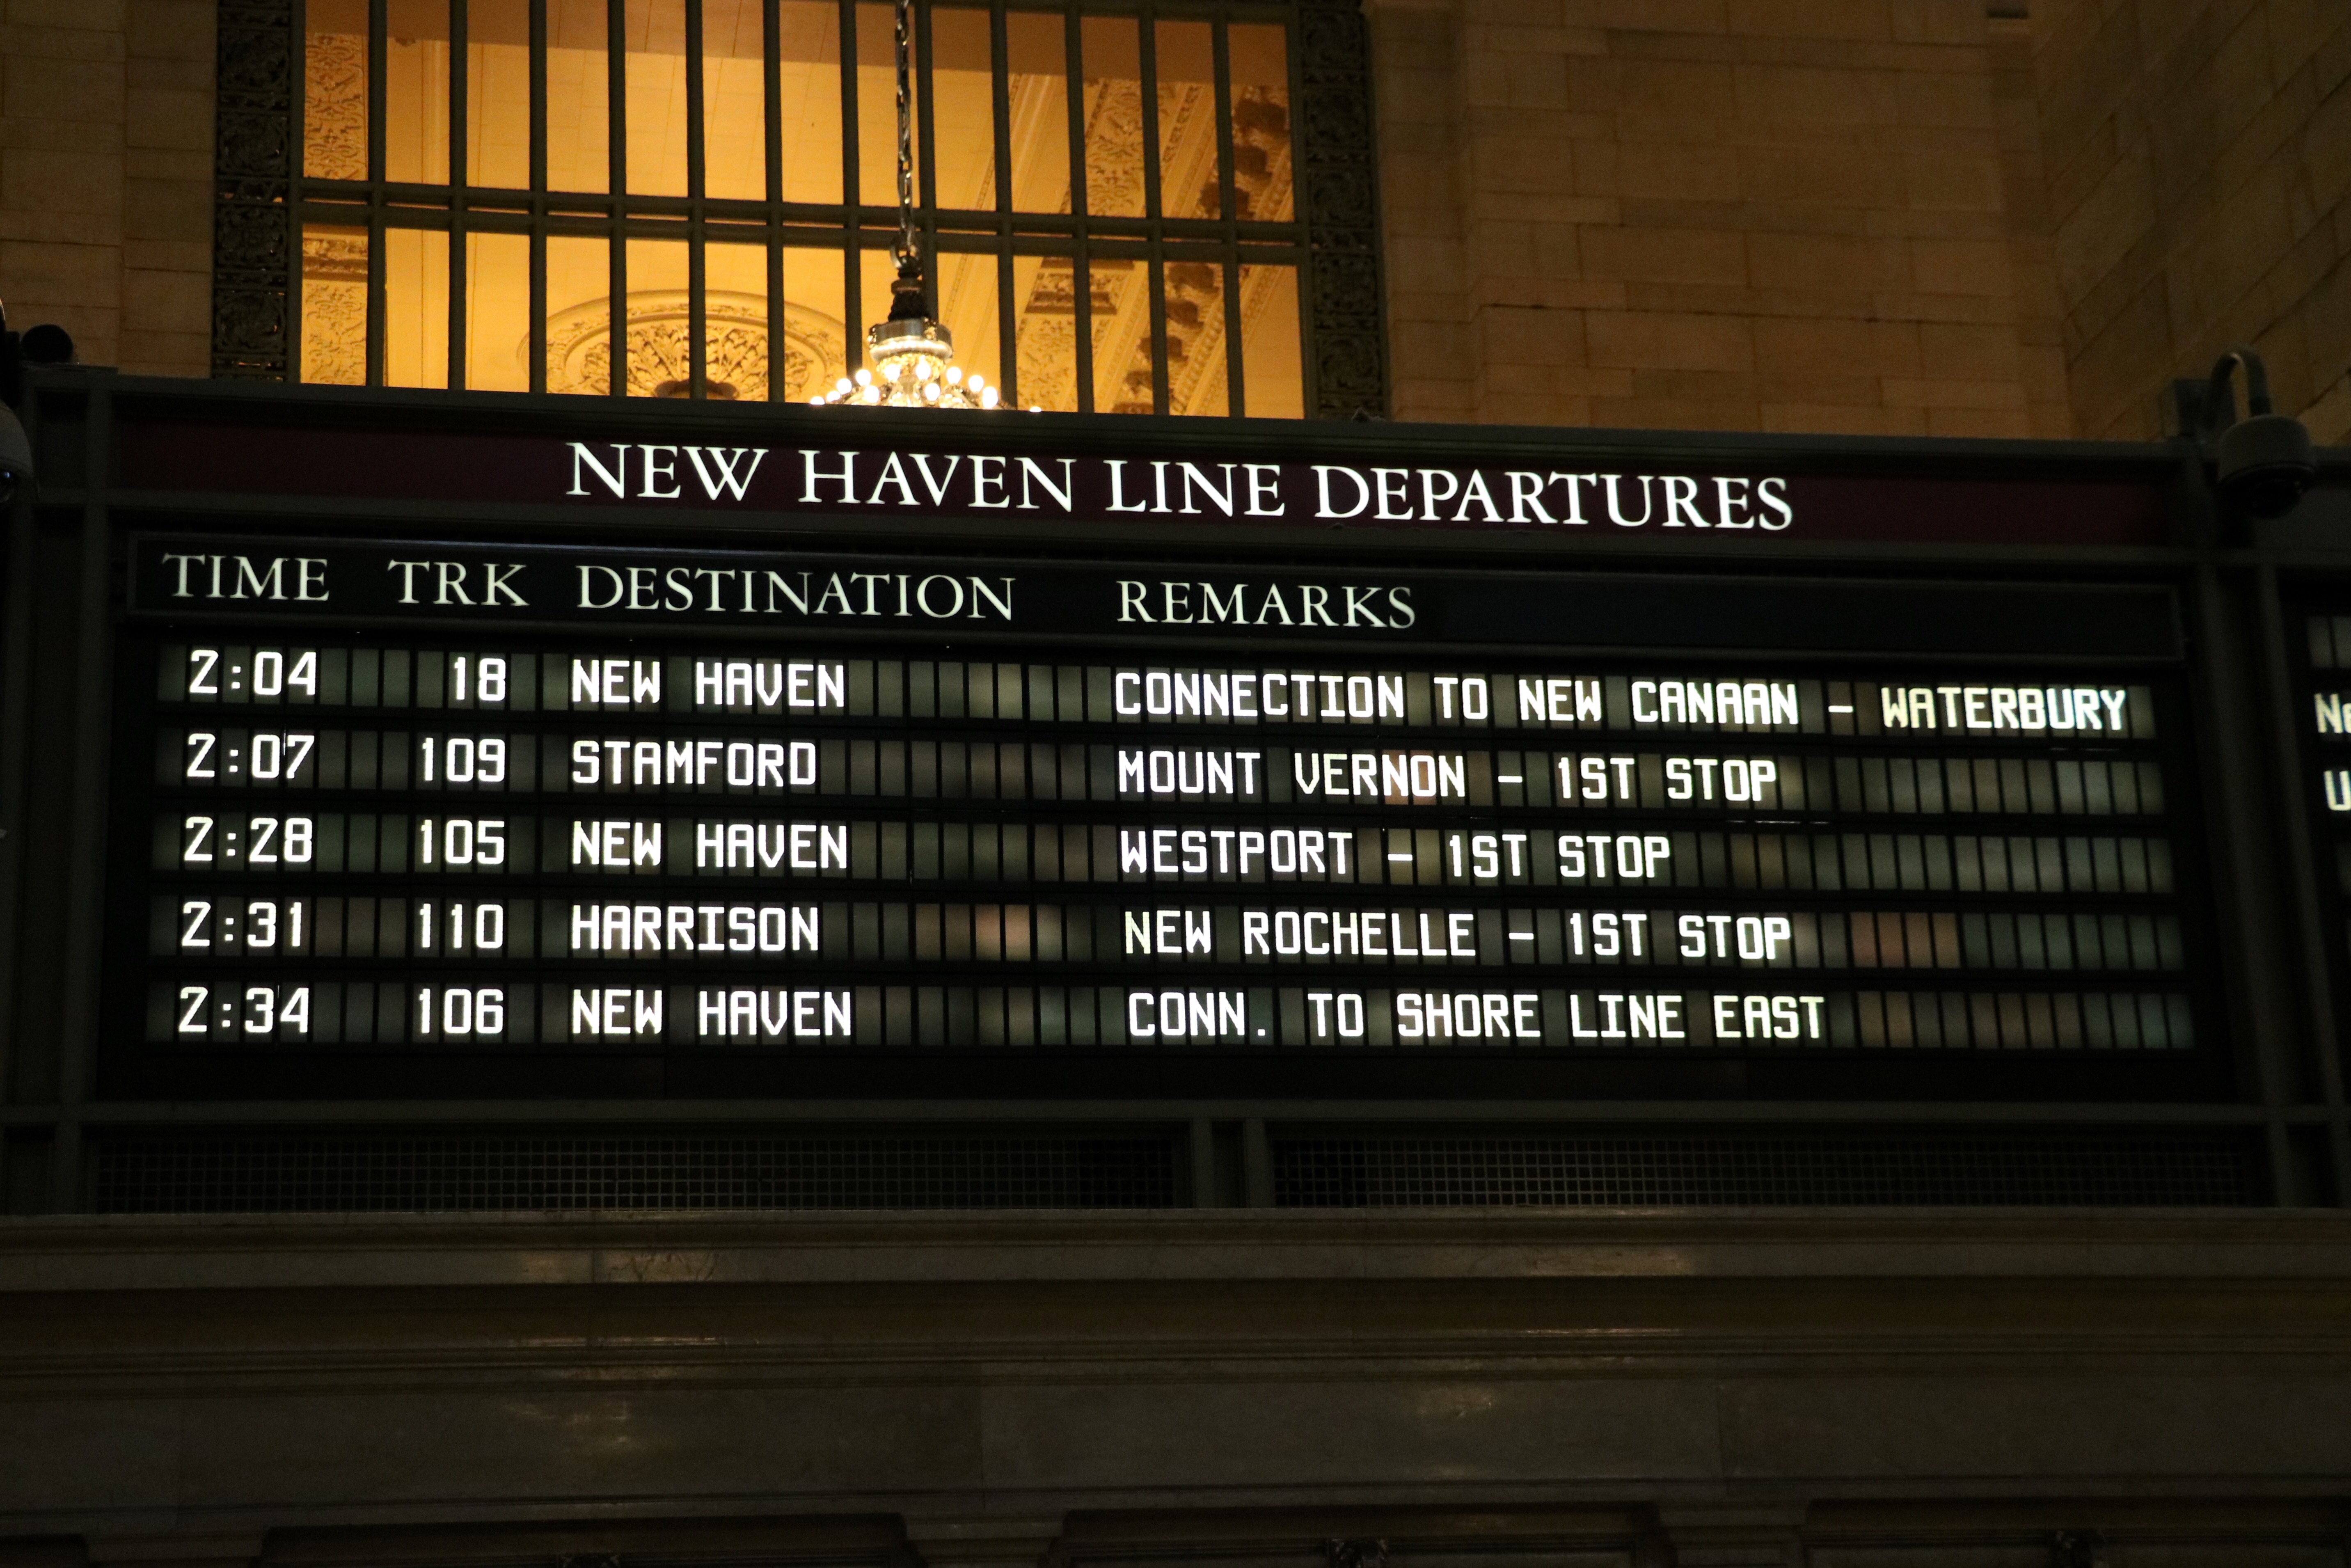 NEW HAVEN LINE DEPARTURES
TIME TRK DESTINATION REMARKS
2:04 18 NEW HAVEN CONNECTION TO NEW CANAAN - WATERBURY
2:07 109 STAMFORD MOUNT VERNON - 1ST STOP
2:28 105 NEW HAVEN WESTPORT - 1ST STOP
2:31 110 HARRISON NEW ROCHELLE - 1ST STOP
2:34 106 NEW HAVEN CONN. TO SHORE LINE EAST